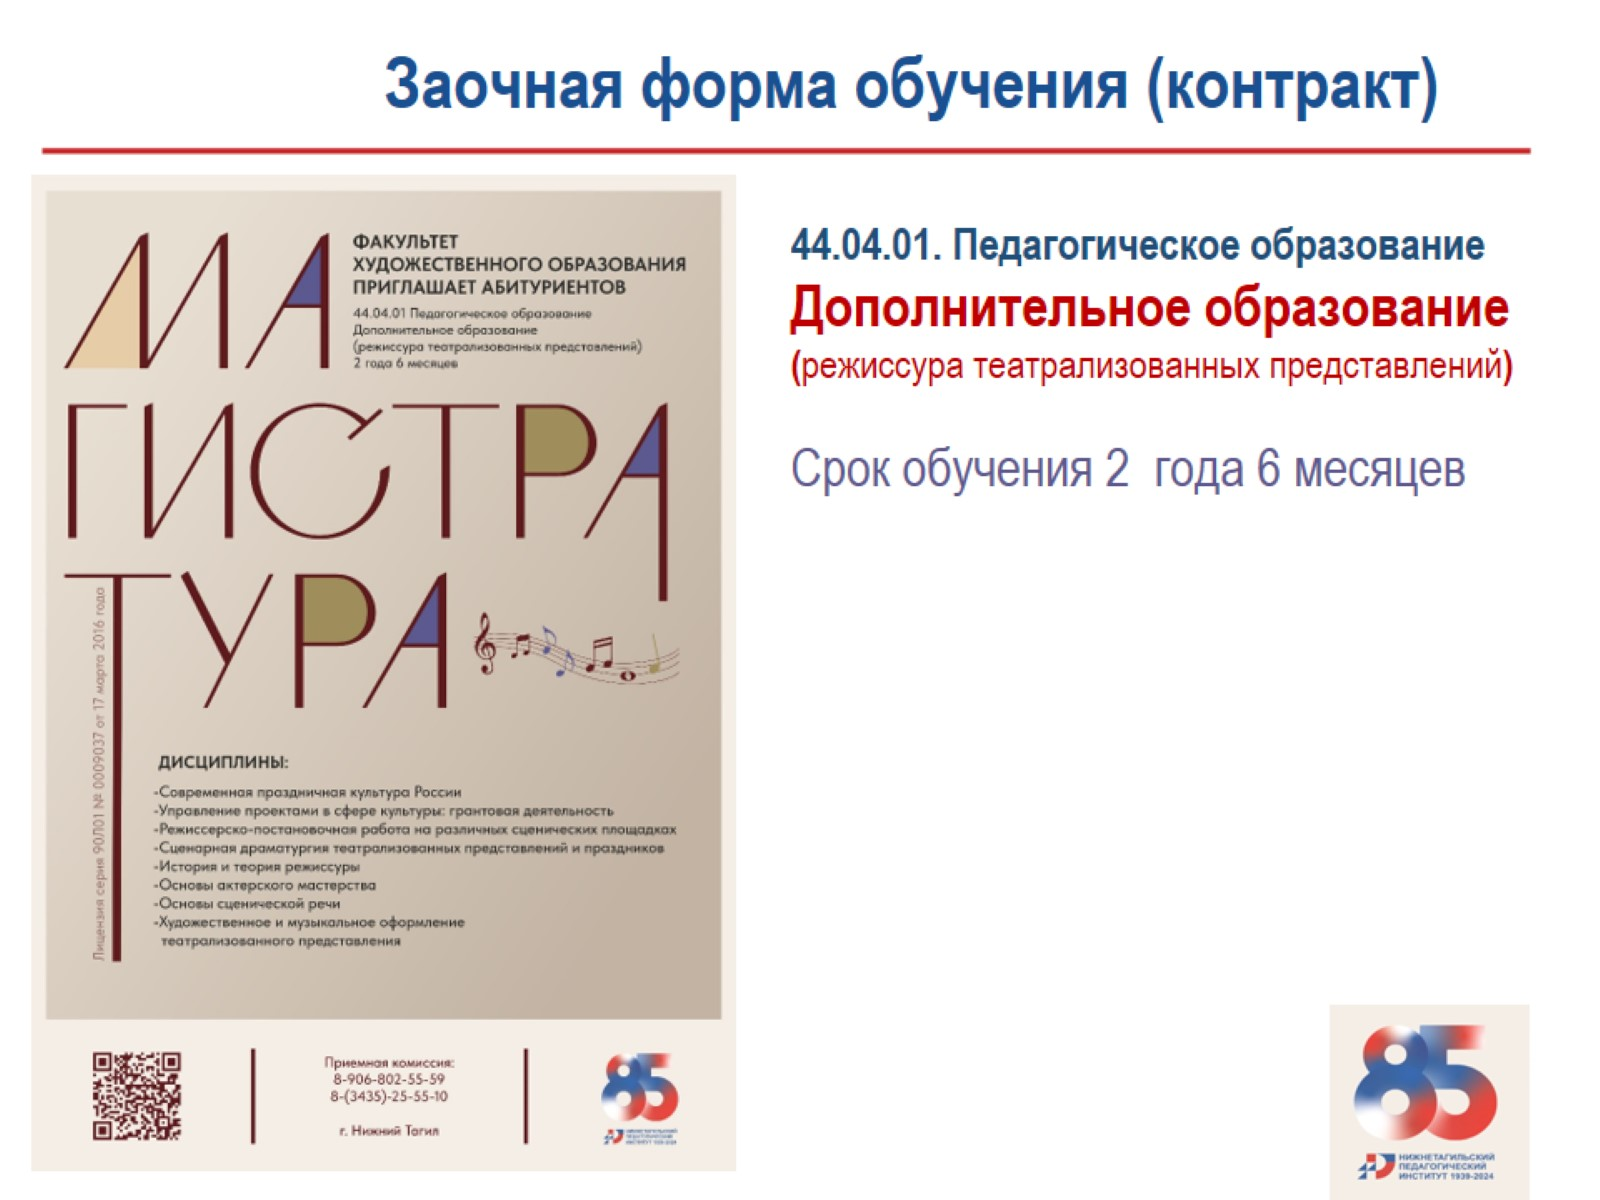 Заочная форма обучения (контракт)
МА
ФАКУЛЬТЕТ
ХУДОЖЕСТВЕННОГО ОБРАЗОВАНИЯ
ПРИГЛАШАЕТ АБИТУРИЕНТОВ
44.04.01 Педагогическое образование
Дополнительное образование
(режиссура театрализованных представлений)
2 года 6 месяцев
ГИСТРА
ТУРА
Лицензия серия 90Л01 № 0009037 от 17 марта 2016 года
ДИСЦИПЛИНЫ:
-Современная праздничная культура России
-Управление проектами в сфере культуры: грантовая деятельность
-Режиссерско-постановочная работа на различных сценических площадках
-Сценарная драматургия театрализованных представлений и праздников
-История и теория режиссуры
-Основы актерского мастерства
-Основы сценической речи
-Художественное и музыкальное оформление
театрализованного представления
Приемная комиссия:
8-906-802-55-59
8-(3435)-25-55-10
г. Нижний Тагил
85
НИЖНЕТАГИЛЬСКИЙ
ПЕДАГОГИЧЕСКИЙ
ИНСТИТУТ 1939-2024
44.04.01. Педагогическое образование
Дополнительное образование
(режиссура театрализованных представлений)
Срок обучения 2 года 6 месяцев
85
НИЖНЕТАГИЛЬСКИЙ
ПЕДАГОГИЧЕСКИЙ
ИНСТИТУТ 1939-2024